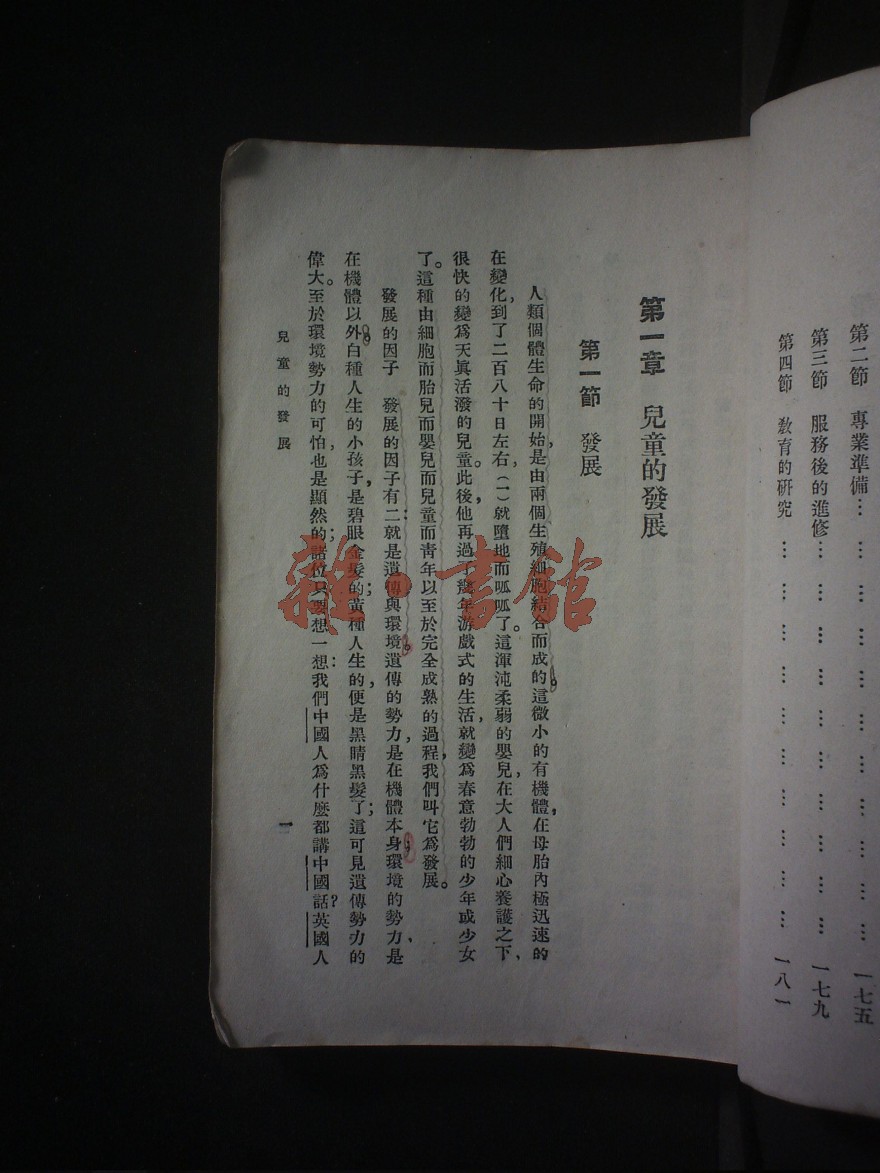 第二節　專業準備⋯ ⋯ ⋯ ⋯ ⋯ ⋯ ⋯ ⋯ ⋯ ⋯ 一七五
第三節　服務後的進修⋯ ⋯ ⋯ ⋯ ⋯ ⋯ ⋯ ⋯ ⋯ ⋯ 一七九
第四節　教育的研究 ⋯ ⋯ ⋯ ⋯ ⋯ ⋯ ⋯ ⋯ ⋯ ⋯ 一八一
第一章　兒童的發展
第一節　發展
人類個體生命的開始，是由兩個生殖細胞結合而成的。這微小的有機體，在母胎內極迅速的
在變化，到了二百八十日左右，（一）就墮地而呱呱了。這渾沌柔弱的嬰兒，在大人們細心養護之下、
很快的變爲天眞活潑的兒童。此後，他再過了幾年游戲式的生活，就變爲春意勃勃的少年或少女
了。這種由細胞而胎兒而嬰兒而兒童而青年以至於完全成熟的過程，我們叫它爲發展。
發展的因子　發展的因子有二：就是遺傳與環境。遺傳的勢力，是在機體本身；環境的勢力、是
在機體以外。白種人生的小孩子，是碧眼金髮的；黃種人生的，便是黑睛黑髮了；這可見遺傳勢力的
偉大。至於環境勢力的可怕，也是顯然的；諸位只要想一想：我們中國人爲什麽都講中國話？英國人
兒童的發展
一
雜·書館